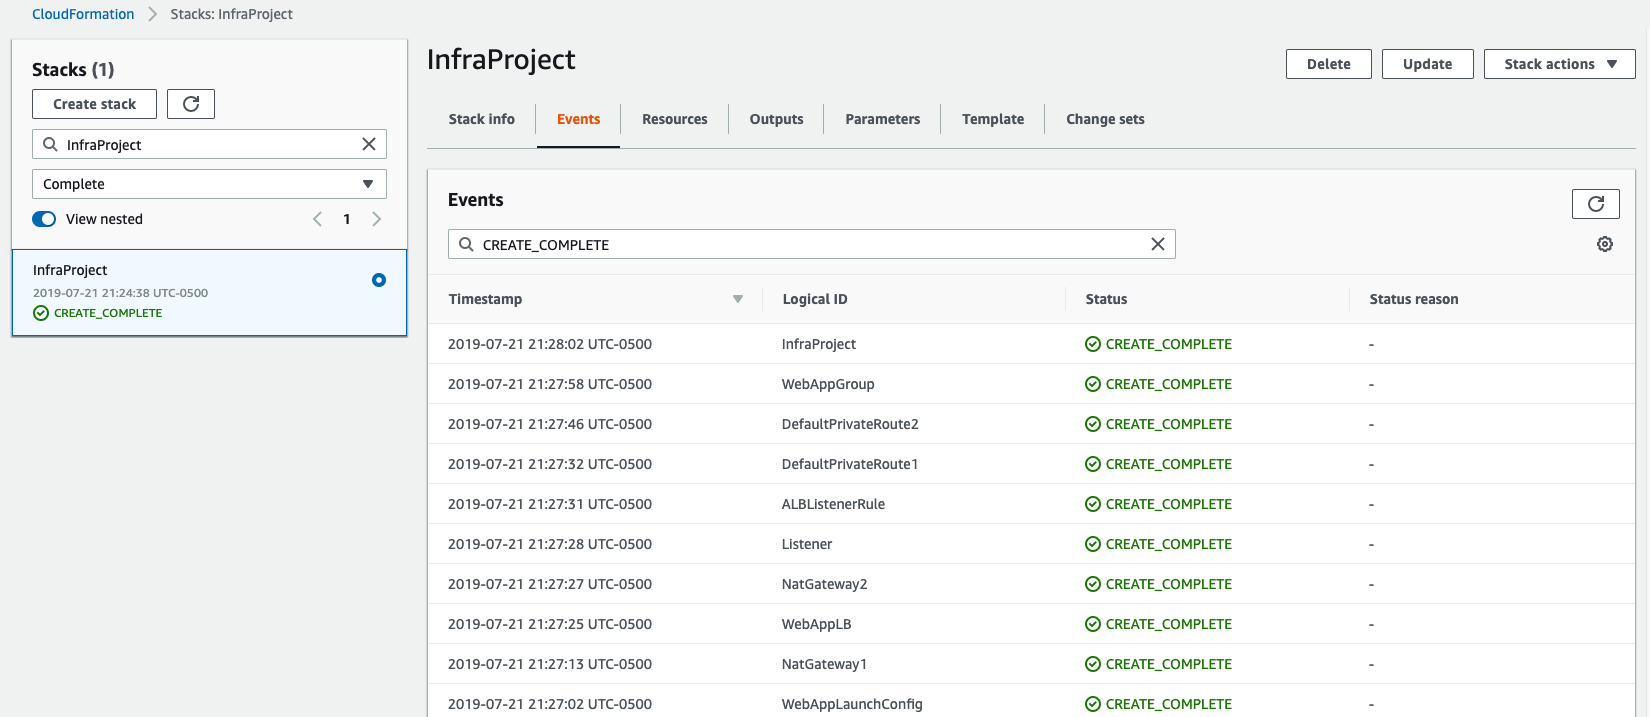 CloudFormation > Stacks: InfraProject
Stacks (1)
Create stack
InfraProject
Complete
View nested
1
InfraProject
2019-07-21 21:24:38 UTC-0500
CREATE_COMPLETE
InfraProject
Delete Update Stack actions
Stack info Events Resources Outputs Parameters Template Change sets
Events
CREATE_COMPLETE
Timestamp Logical ID Status Status reason
2019-07-21 21:28:02 UTC-0500 InfraProject CREATE_COMPLETE -
2019-07-21 21:27:58 UTC-0500 WebAppGroup CREATE_COMPLETE -
2019-07-21 21:27:46 UTC-0500 DefaultPrivateRoute2 CREATE_COMPLETE -
2019-07-21 21:27:32 UTC-0500 DefaultPrivateRoute1 CREATE_COMPLETE -
2019-07-21 21:27:31 UTC-0500 ALBListenerRule CREATE_COMPLETE -
2019-07-21 21:27:28 UTC-0500 Listener CREATE_COMPLETE -
2019-07-21 21:27:27 UTC-0500 NatGateway2 CREATE_COMPLETE -
2019-07-21 21:27:25 UTC-0500 WebAppLB CREATE_COMPLETE -
2019-07-21 21:27:13 UTC-0500 NatGateway1 CREATE_COMPLETE -
2019-07-21 21:27:02 UTC-0500 WebAppLaunchConfig CREATE_COMPLETE -